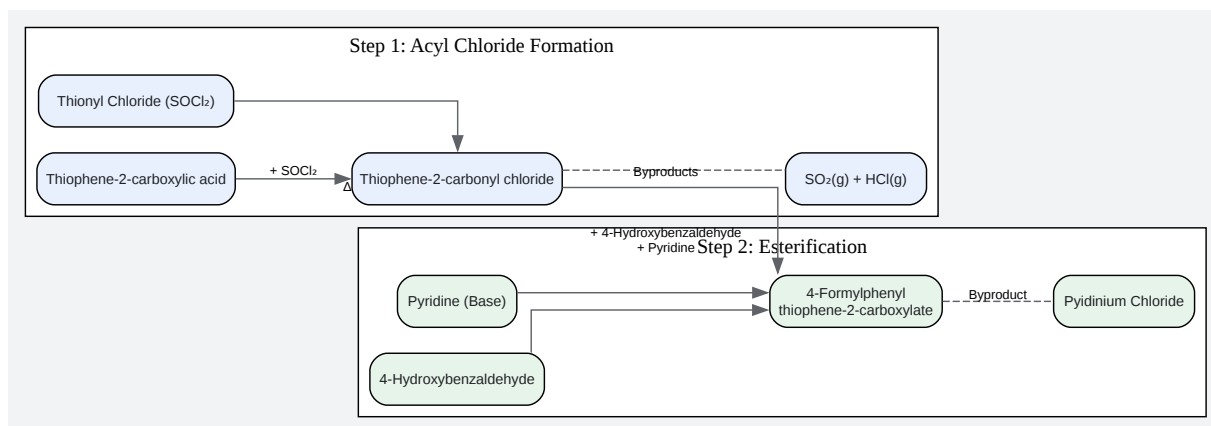 Step 1: Acyl Chloride Formation
Thionyl Chloride (SOCl₂)
Thiophene-2-carboxylic acid
+ SOCl₂
Δ
Thiophene-2-carbonyl chloride
Byproducts
SO₂(g) + HCl(g)
+ 4-Hydroxybenzaldehyde
+ Pyridine
Step 2: Esterification
Pyridine (Base)
4-Formylphenyl
thiophene-2-carboxylate
Byproduct
Pyidinium Chloride
4-Hydroxybenzaldehyde